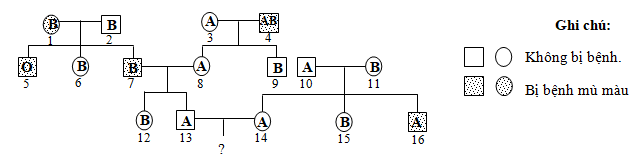 B B A AB Ghi chú:
1 2 3 4
O B B A B A B Không bị bệnh.
5 6 7 8 9 10 11
Bị bệnh mù màu
B A A B A
12 13 14 15 16
?